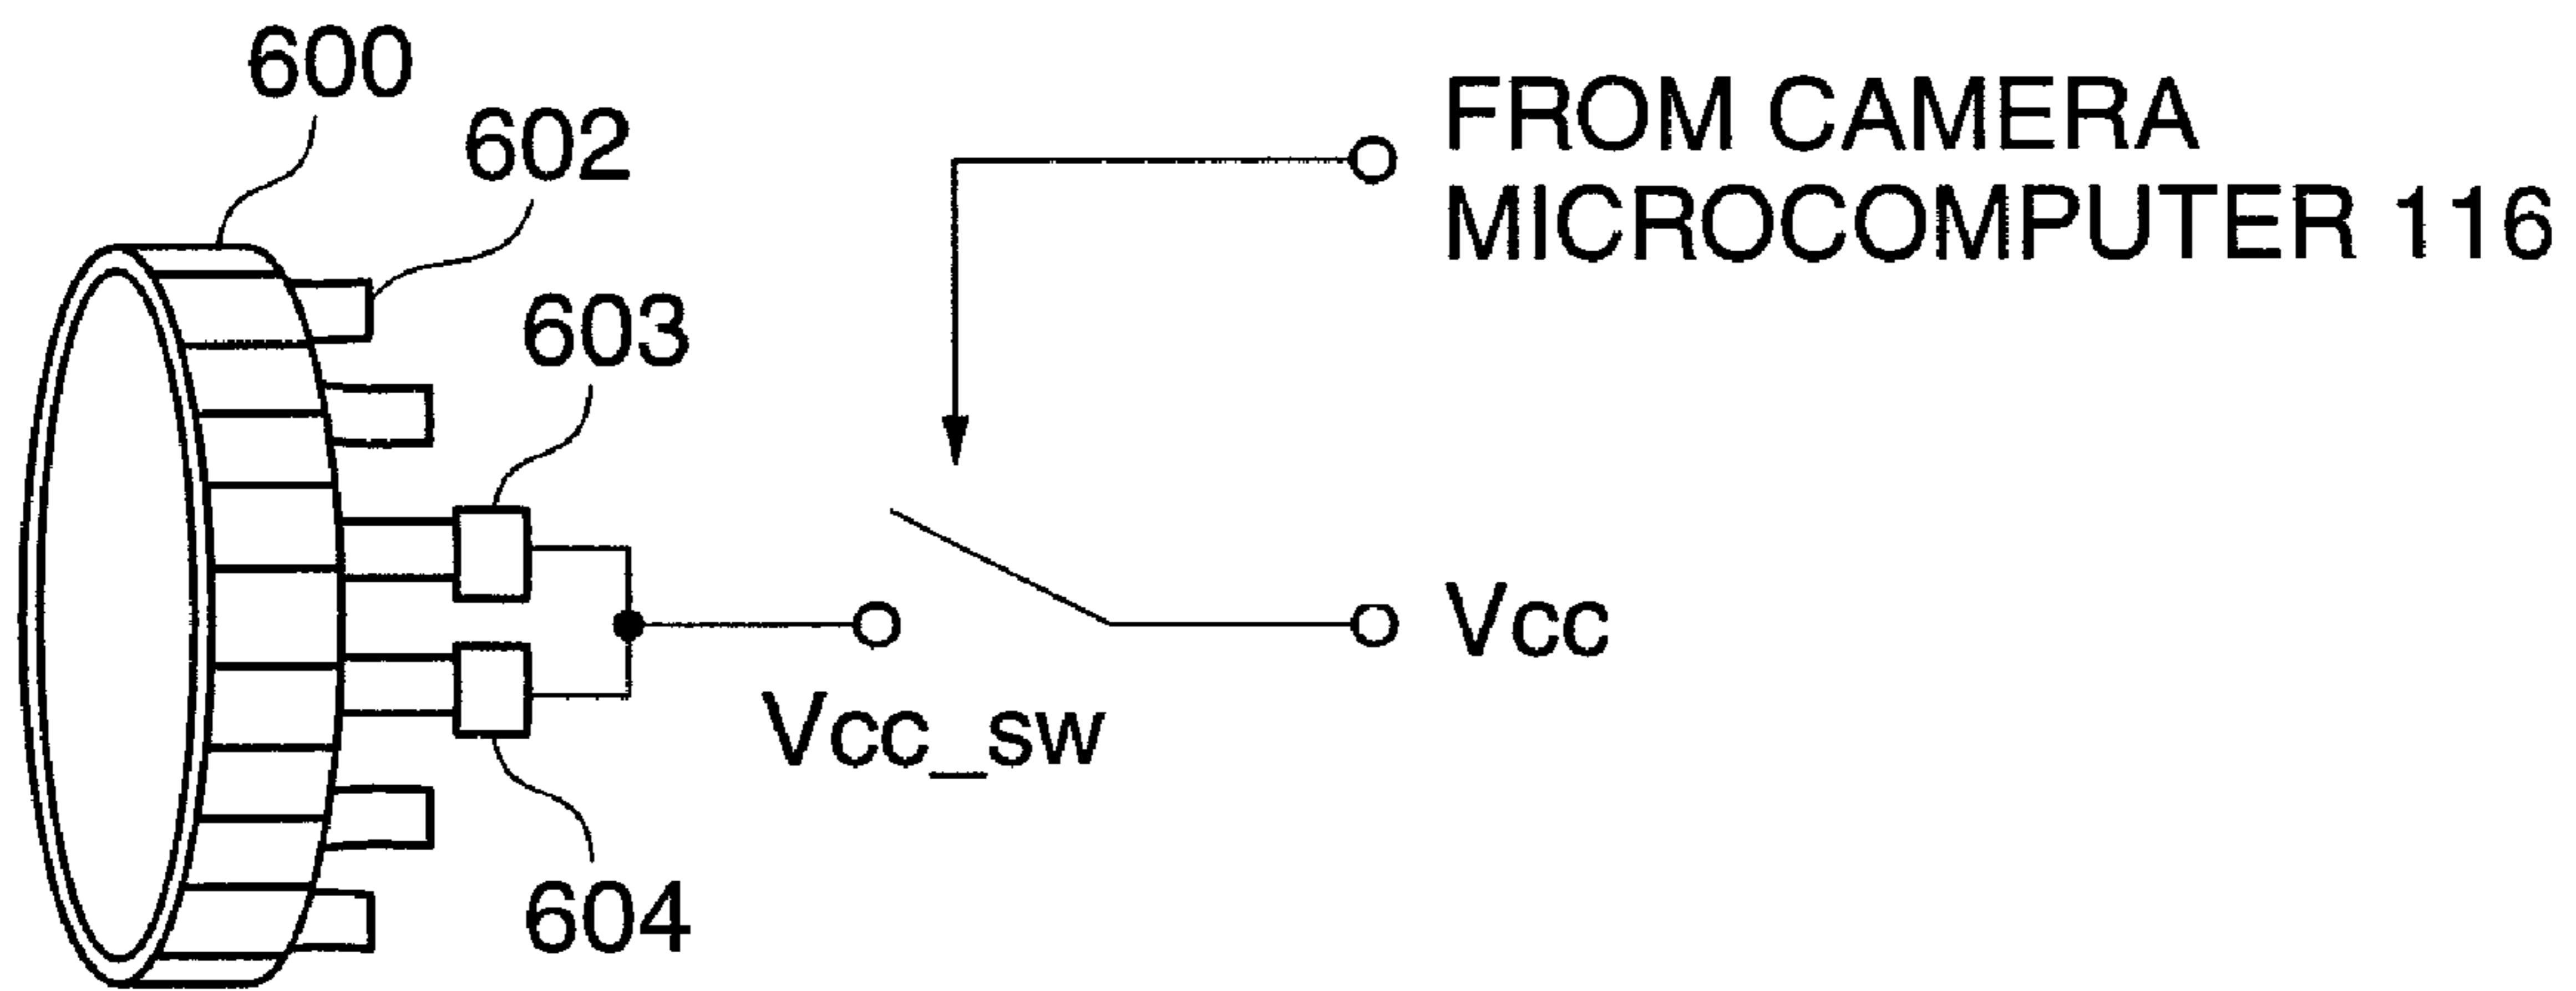 600
602
FROM CAMERA
MICROCOMPUTER 116
603
Vcc
Vcc_sw
604